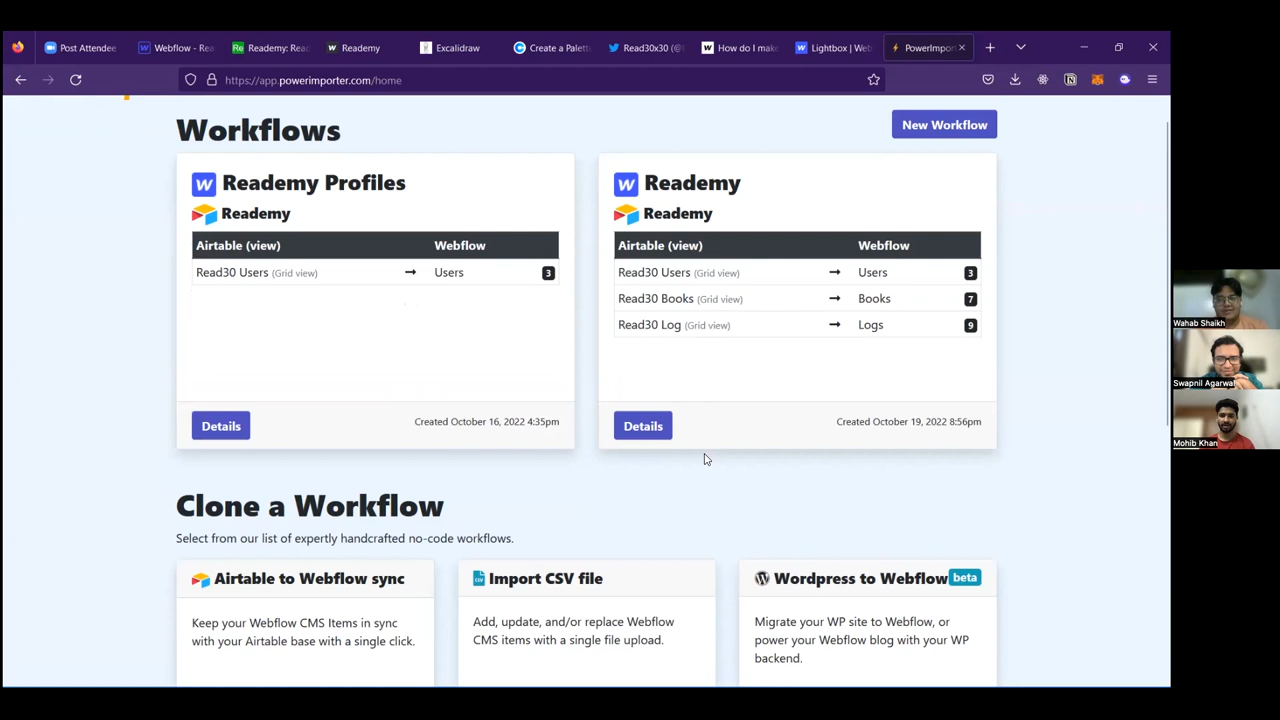 Post Attendee
Webflow - Rea
Reademy: Read
Reademy
Excalidraw
Create a Palett
Read30x30 (@
How do I make
Lightbox | Web
PowerImport
https://app.powerimporter.com/home
Workflows
New Workflow
Reademy Profiles
Reademy
Airtable (view) Webflow
Read30 Users (Grid view) → Users 3
Details
Created October 16, 2022 4:35pm
Reademy
Reademy
Airtable (view) Webflow
Read30 Users (Grid view) → Users 3
Read30 Books (Grid view) → Books 7
Read30 Log (Grid view) → Logs 9
Details
Created October 19, 2022 8:56pm
Clone a Workflow
Select from our list of expertly handcrafted no-code workflows.
Airtable to Webflow sync
Keep your Webflow CMS Items in sync
with your Airtable base with a single click.
Import CSV file
Add, update, and/or replace Webflow
CMS items with a single file upload.
Wordpress to Webflow beta
Migrate your WP site to Webflow, or
power your Webflow blog with your WP
backend.
Wahab Shaikh
Swapnil Agarwal
Mohib Khan